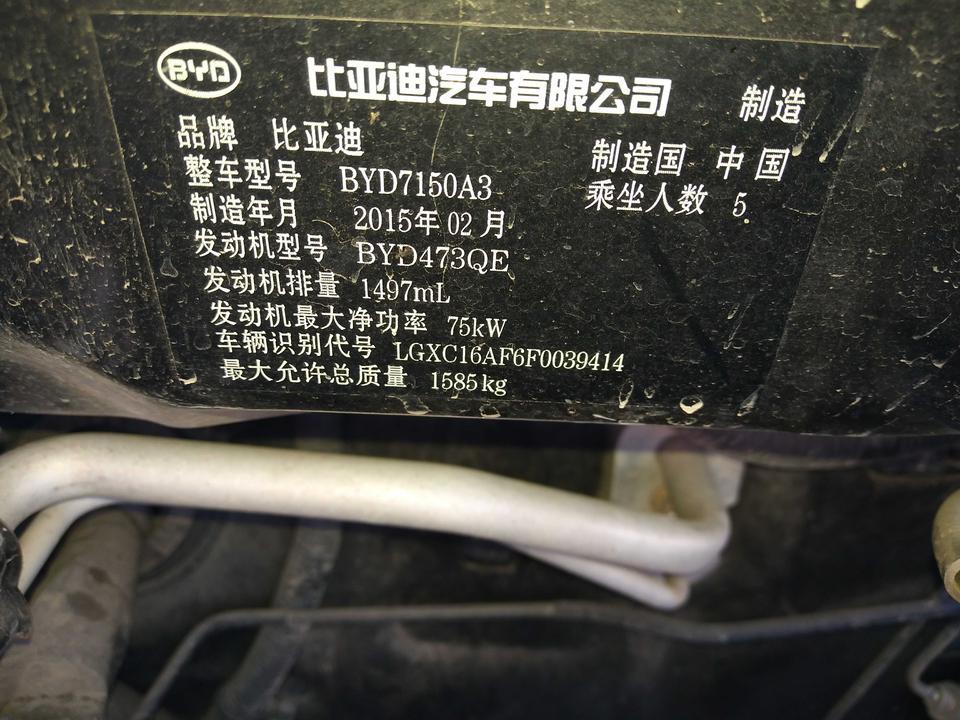 BYD 比亚迪汽车有限公司 制造
品牌 比亚迪 制造国 中国
整车型号 BYD7150A3 乘坐人数 5
制造年月 2015年02月
发动机型号 BYD473QE
发动机排量 1497mL
发动机最大净功率 75kW
车辆识别代号 LGXC16AF6F0039414
最大允许总质量 1585kg